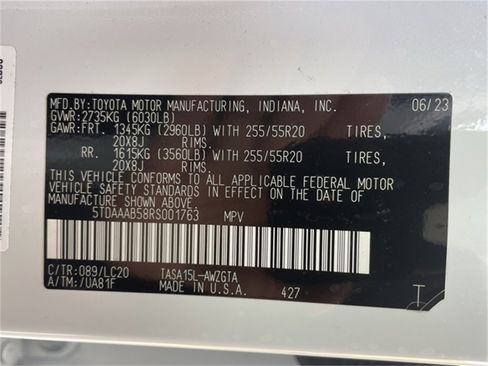 MFD.BY:TOYOTA MOTOR MANUFACTURING, INDIANA, INC. 06/23
GVWR:2735KG (6030LB)
GAWR:FRT. 1345KG (2960LB) WITH 255/55R20 TIRES,
20X8J RIMS.
RR. 1615KG (3560LB) WITH 255/55R20 TIRES,
20X8J RIMS.
THIS VEHICLE CONFORMS TO ALL APPLICABLE FEDERAL MOTOR
VEHICLE SAFETY STANDARDS IN EFFECT ON THE DATE OF
MANUFACTURE SHOWN ABOVE.
5TDAAAB58RS001763 MPV
C/TR:089/LC20 TASA15L-AWZGTA
A/TM:/UA81F MADE IN U.S.A. 427 T